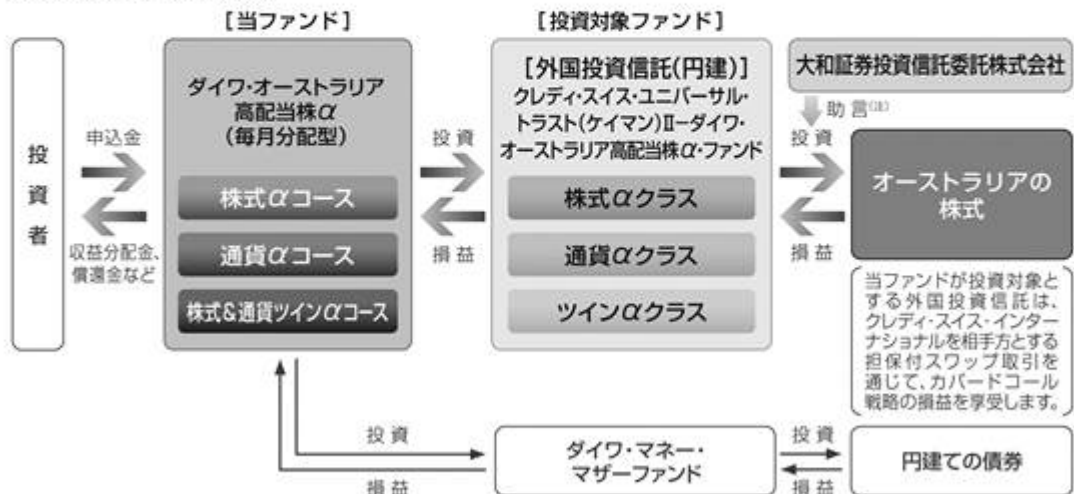 [当ファンド]
[投資対象ファンド]
投資者
申込金
収益分配金、
償還金など
ダイワ・オーストラリア
高配当株α
(毎月分配型)
株式αコース
通貨αコース
株式&通貨ツインαコース
投資
損益
[外国投資信託(円建)]
クレディ・スイス・ユニバーサル・
トラスト(ケイマン)Ⅱ−ダイワ・
オーストラリア高配当株α・ファンド
株式αクラス
通貨αクラス
ツインαクラス
大和証券投資信託委託株式会社
助言(注)
投資
損益
オーストラリアの
株式
当ファンドが投資対象と
する外国投資信託は、
クレディ・スイス・インター
ナショナルを相手方とする
担保付スワップ取引を
通じて、カバードコール
戦略の損益を享受します。
投資
損益
ダイワ・マネー・
マザーファンド
投資
損益
円建ての債券